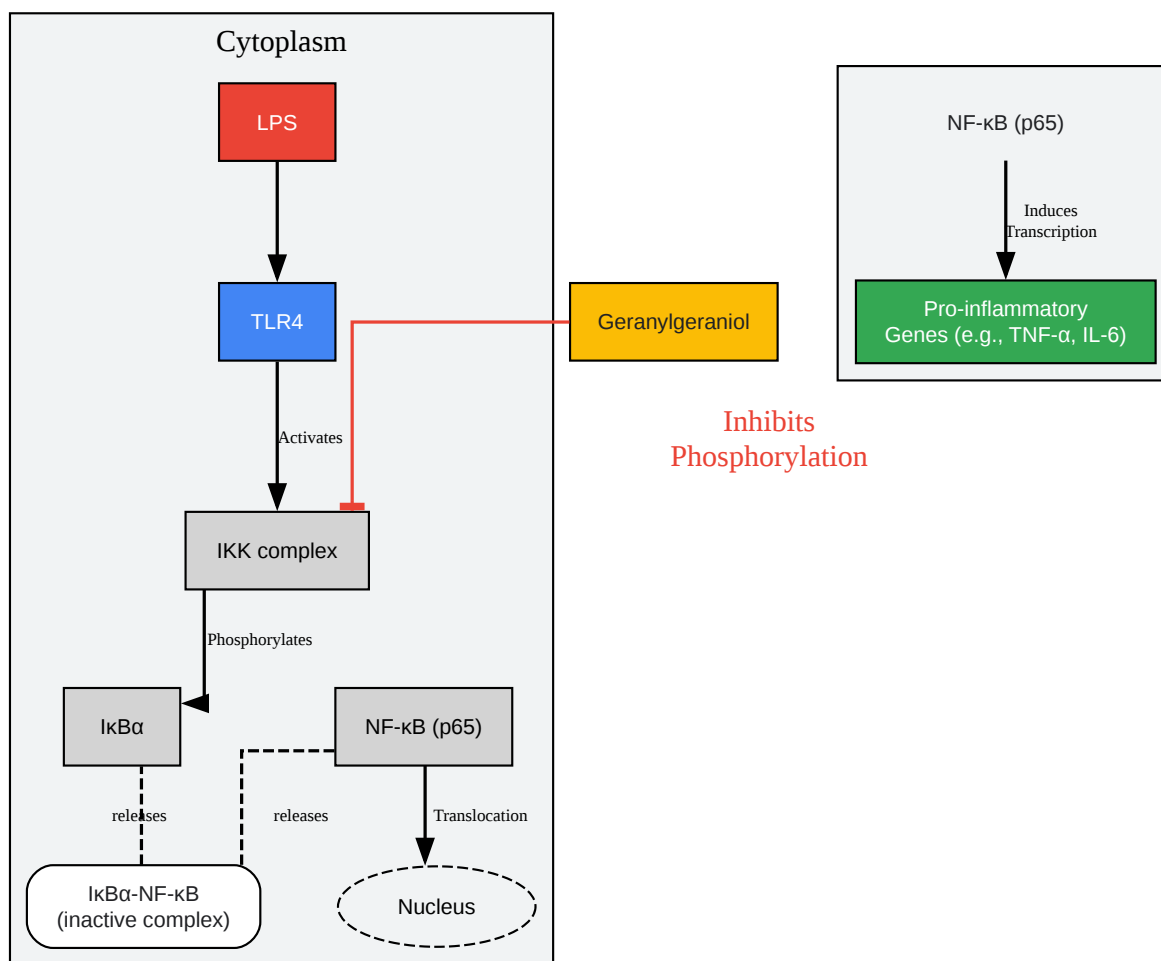 Cytoplasm
LPS
TLR4
Activates
IKK complex
Phosphorylates
IκBα
NF-κB (p65)
releases
releases
Translocation
IκBα-NF-κB
(inactive complex)
Nucleus
Geranylgeraniol
Inhibits
Phosphorylation
NF-κB (p65)
Induces
Transcription
Pro-inflammatory
Genes (e.g., TNF-α, IL-6)